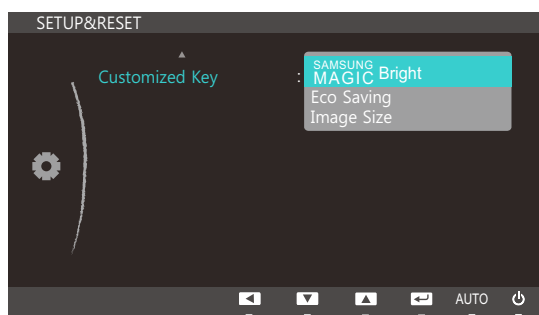 SETUP&RESET
Customized Key : SAMSUNG MAGIC Bright
Eco Saving
Image Size
AUTO